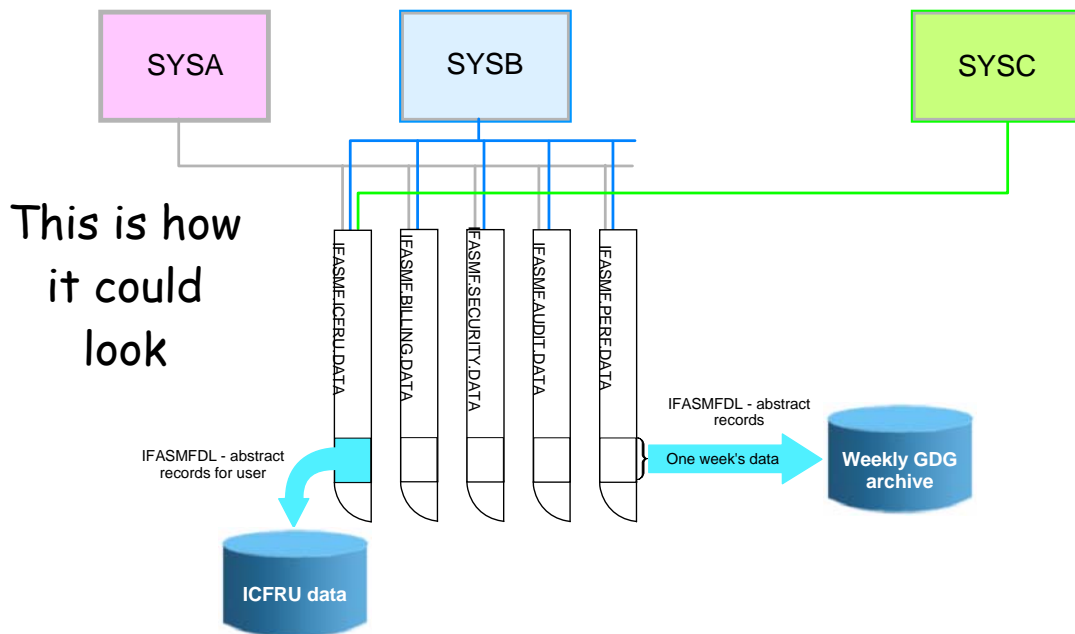 SYSA
SYSB
SYSC
This is how
it could
look
IFASMF.ICFRU.DATA
IFASMF.BILLING.DATA
IFASMF.SECURITY.DATA
IFASMF.AUDIT.DATA
IFASMF.PERF.DATA
IFASMFDL - abstract
records
One week's data
Weekly GDG
archive
IFASMFDL - abstract
records for user
ICFRU data